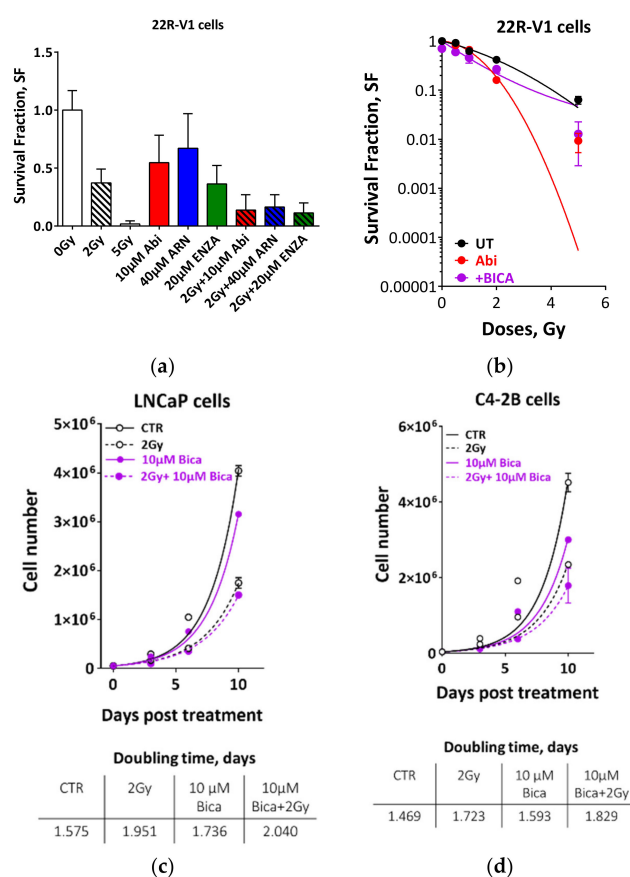 22R-V1 cells
Survival Fraction, SF
1.5
1.0
0.5
0.0
0Gy
2Gy
5Gy
10µM Abi
40µM ARN
20µM ENZA
2Gy+10µM Abi
2Gy+40µM ARN
2Gy+20µM ENZA
(a)
22R-V1 cells
Survival Fraction, SF
1
0.1
0.01
0.001
0.0001
0.00001
UT
Abi
+BICA
0
2
4
6
Doses, Gy
(b)
LNCaP cells
Cell number
5×10⁶
4×10⁶
3×10⁶
2×10⁶
1×10⁶
0
CTR
2Gy
10µM Bica
2Gy+ 10µM Bica
0
5
10
Days post treatment
Doubling time, days
CTR 2Gy 10 µM 10µM
Bica Bica+2Gy
1.575 1.951 1.736 2.040
(c)
C4-2B cells
Cell number
6×10⁶
4×10⁶
2×10⁶
0
CTR
2Gy
10µM Bica
2Gy+ 10µM Bica
0
5
10
Days post treatment
Doubling time, days
CTR 2Gy 10 µM 10µM
Bica Bica+2Gy
1.469 1.723 1.593 1.829
(d)